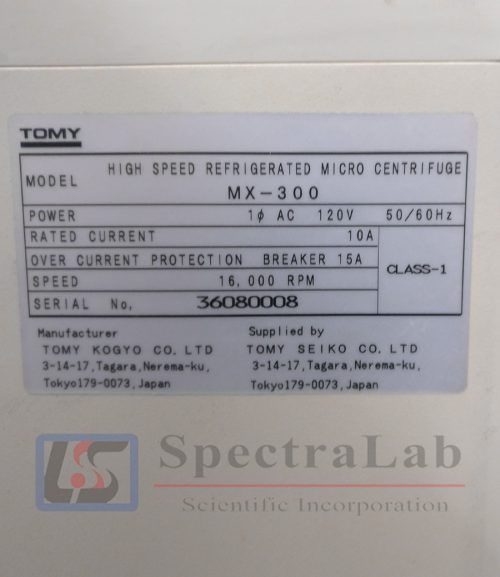 TOMY
HIGH SPEED REFRIGERATED MICRO CENTRIFUGE
MODEL
MX-300
POWER 1φ AC 120V 50/60Hz
RATED CURRENT 10A
OVER CURRENT PROTECTION BREAKER 15A
CLASS-1
SPEED 16,000 RPM
SERIAL No, 36080008
Manufacturer Supplied by
TOMY KOGYO CO. LTD TOMY SEIKO CO. LTD
3-14-17,Tagara,Nerema-ku, 3-14-17,Tagara,Nerema-ku,
Tokyo179-0073,Japan Tokyo179-0073,Japan
LS SpectraLab
Scientific Incorporation